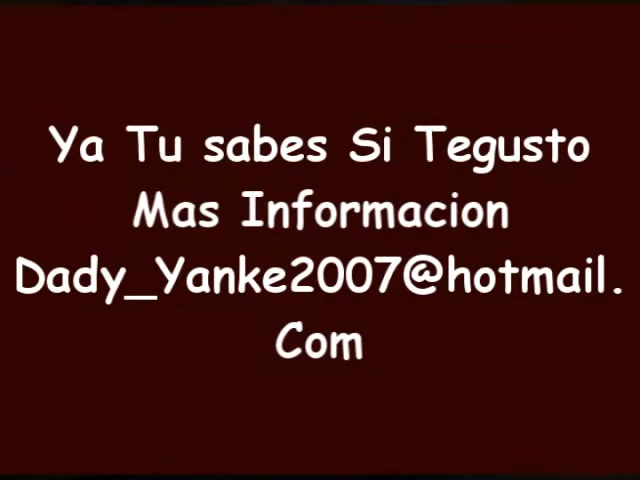 Ya Tu sabes Si Tegusto
Mas Informacion
Dady_Yanke2007@hotmail.
Com